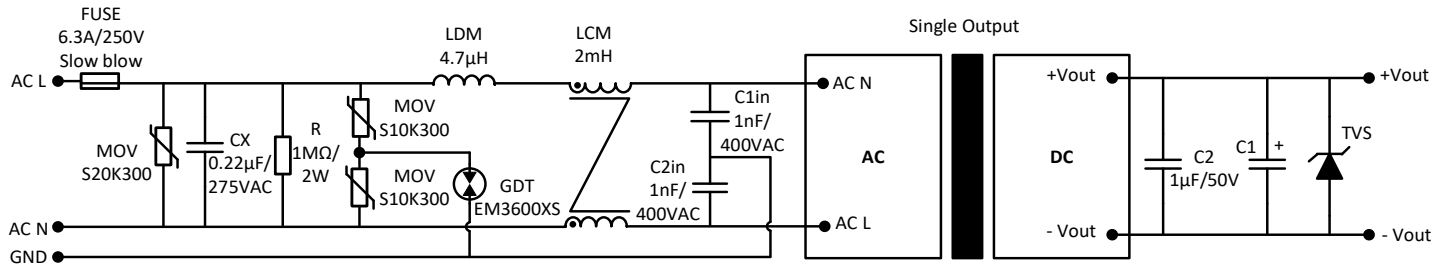 FUSE
6.3A/250V
Slow blow
AC L
LDM
4.7µH
LCM
2mH
Single Output
MOV
S20K300
CX
0.22µF/
275VAC
R
1MΩ/
2W
MOV
S10K300
MOV
S10K300
GDT
EM3600XS
C1in
1nF/
400VAC
C2in
1nF/
400VAC
AC N
AC
AC L
+Vout
DC
- Vout
C2
1µF/50V
C1
+
TVS
+Vout
- Vout
AC N
GND